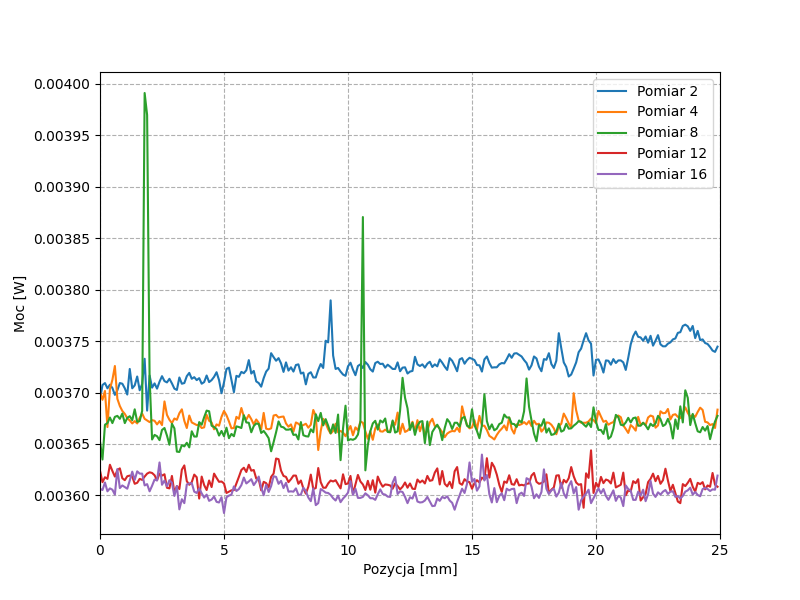 0.00400
0.00395
0.00390
0.00385
0.00380
0.00375
0.00370
0.00365
0.00360
Moc [W]
0 5 10 15 20 25
Pozycja [mm]
Pomiar 2
Pomiar 4
Pomiar 8
Pomiar 12
Pomiar 16